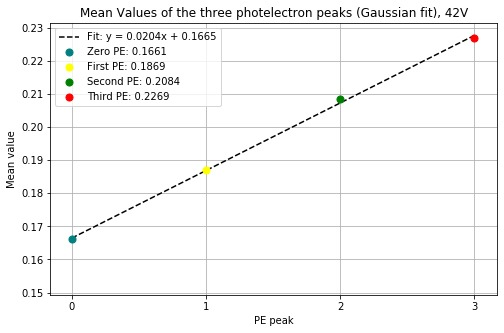 Mean Values of the three photelectron peaks (Gaussian fit), 42V
Fit: y = 0.0204x + 0.1665
Zero PE: 0.1661
First PE: 0.1869
Second PE: 0.2084
Third PE: 0.2269
0.23
0.22
0.21
0.20
0.19
0.18
0.17
0.16
0.15
Mean value
0
1
2
3
PE peak